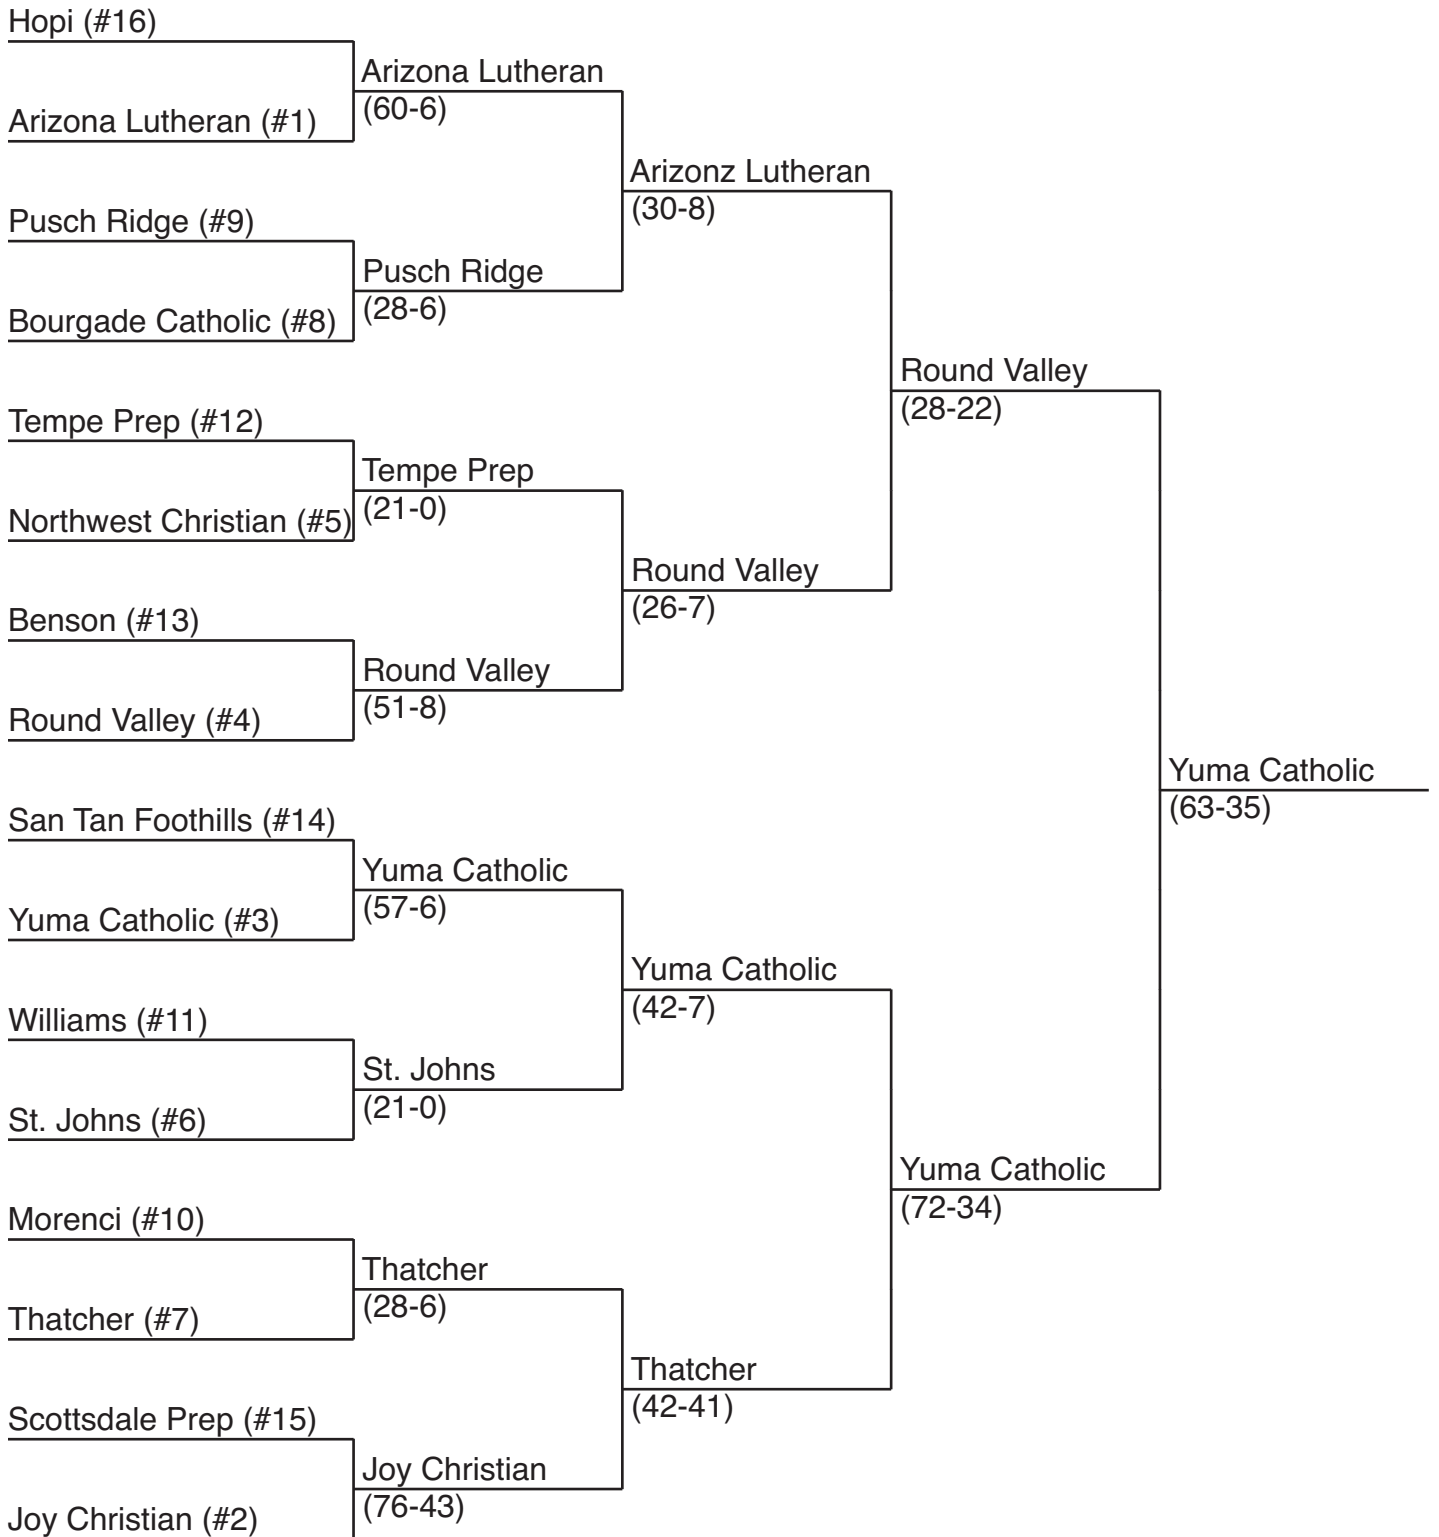 Hopi (#16)
Arizona Lutheran (#1)
Pusch Ridge (#9)
Bourgade Catholic (#8)
Tempe Prep (#12)
Northwest Christian (#5)
Benson (#13)
Round Valley (#4)
San Tan Foothills (#14)
Yuma Catholic (#3)
Williams (#11)
St. Johns (#6)
Morenci (#10)
Thatcher (#7)
Scottsdale Prep (#15)
Joy Christian (#2)
Arizona Lutheran
(60-6)
Pusch Ridge
(28-6)
Tempe Prep
(21-0)
Round Valley
(51-8)
Yuma Catholic
(57-6)
St. Johns
(21-0)
Thatcher
(28-6)
Joy Christian
(76-43)
Arizonz Lutheran
(30-8)
Round Valley
(26-7)
Yuma Catholic
(42-7)
Thatcher
(42-41)
Round Valley
(28-22)
Yuma Catholic
(72-34)
Yuma Catholic
(63-35)